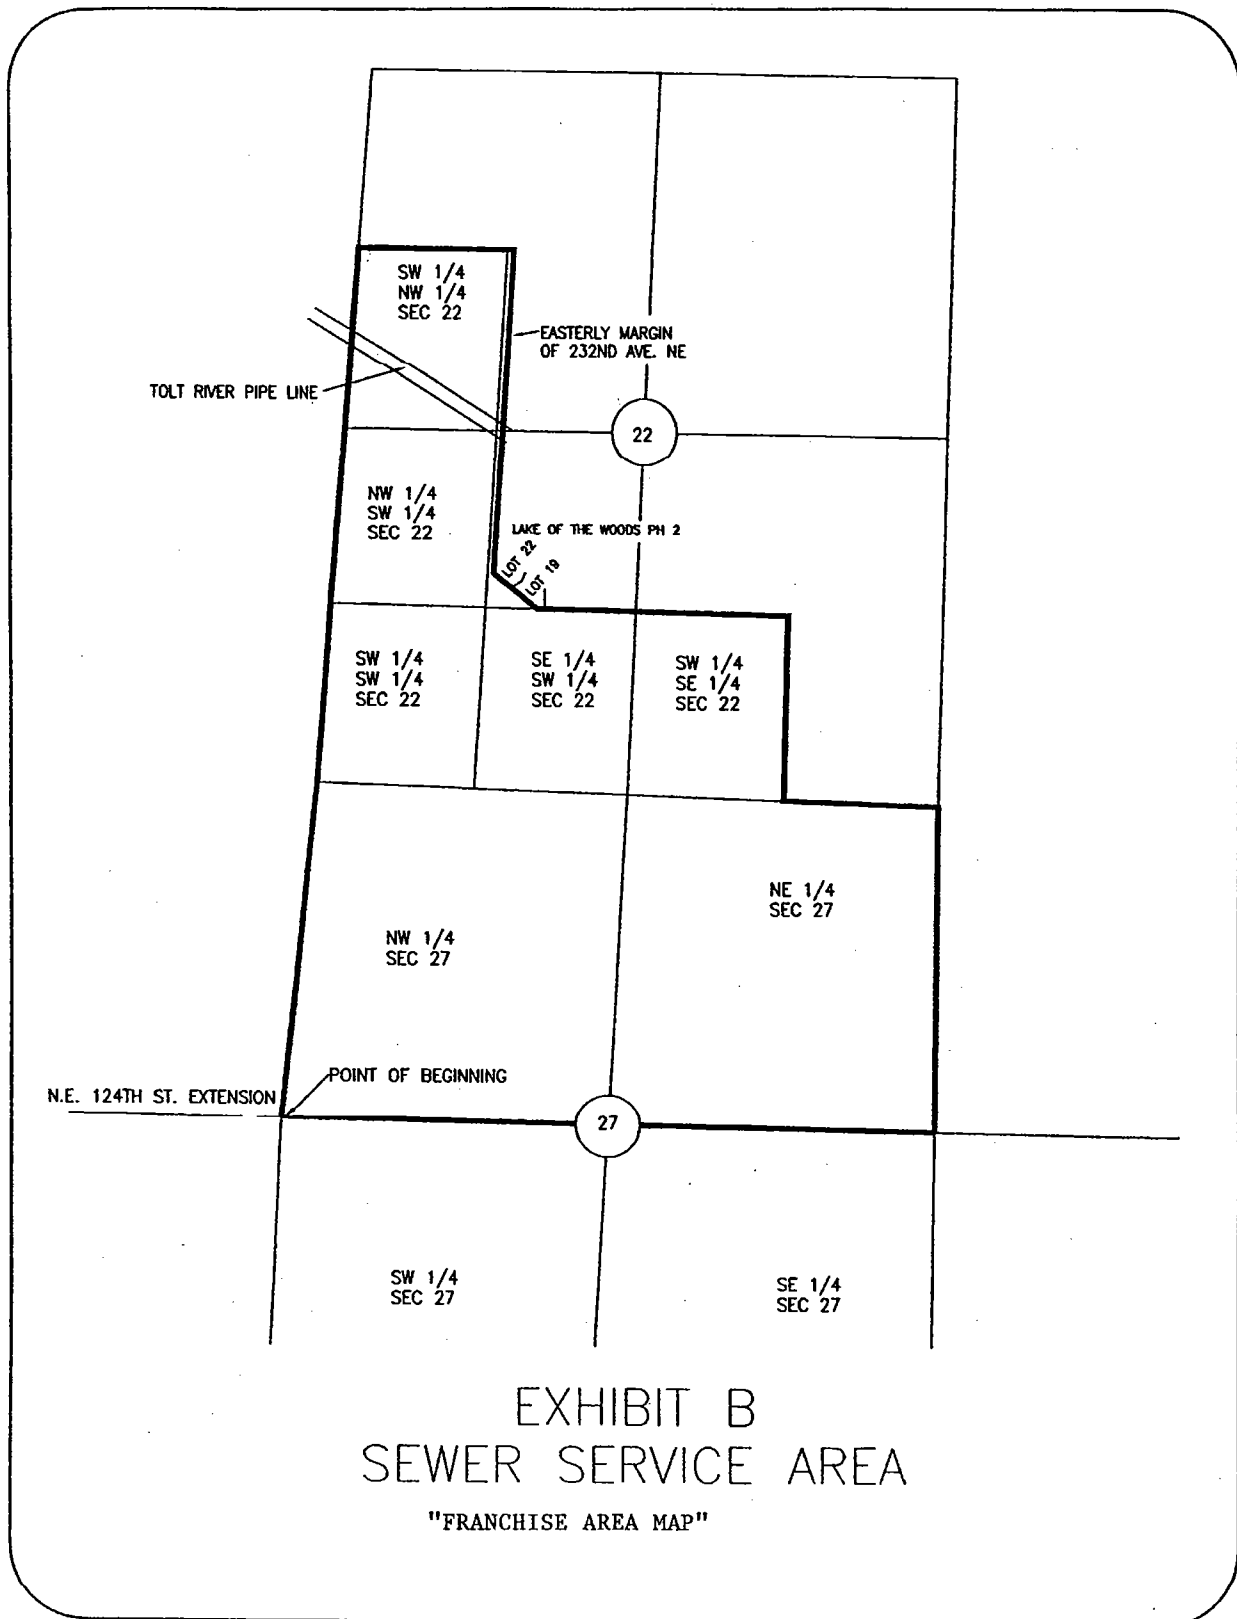 SW 1/4
NW 1/4
SEC 22
EASTERLY MARGIN
OF 232ND AVE. NE
TOLT RIVER PIPE LINE
22
NW 1/4
SW 1/4
SEC 22
LAKE OF THE WOODS PH 2
LOT 22
LOT 19
SW 1/4
SW 1/4
SEC 22
SE 1/4
SW 1/4
SEC 22
SW 1/4
SE 1/4
SEC 22
NE 1/4
SEC 27
NW 1/4
SEC 27
POINT OF BEGINNING
N.E. 124TH ST. EXTENSION
27
SW 1/4
SEC 27
SE 1/4
SEC 27
EXHIBIT B
SEWER SERVICE AREA
"FRANCHISE AREA MAP"